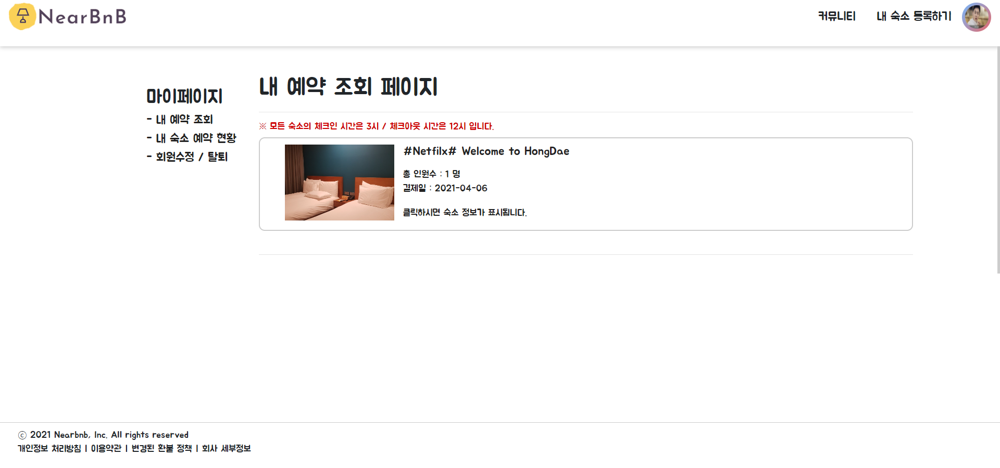 NearBnB
커뮤니티 내 숙소 등록하기
마이페이지
- 내 예약 조회
- 내 숙소 예약 현황
- 회원수정 / 탈퇴
내 예약 조회 페이지
※ 모든 숙소의 체크인 시간은 3시 / 체크아웃 시간은 12시 입니다.
#Netfilx# Welcome to HongDae
총 인원수 : 1 명
결제일 : 2021-04-06
클릭하시면 숙소 정보가 표시됩니다.
ⓒ 2021 Nearbnb, Inc. All rights reserved
개인정보 처리방침 | 이용약관 | 변경된 환불 정책 | 회사 세부정보